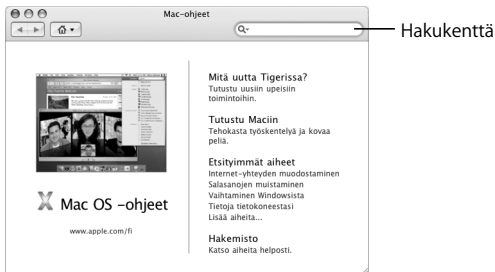 Mac-ohjeet
Hakukenttä
Mitä uutta Tigerissa?
Tutustu uusiin upeisiin
toimintoihin.
Tutustu Maciin
Tehokasta työskentelyä ja kovaa
peliä.
Etsityimmät aiheet
Internet-yhteyden muodostaminen
Salasanojen muistaminen
Vaihtaminen Windowsista
Tietoja tietokoneestasi
Lisää aiheita...
Hakemisto
Katso aiheita helposti.
Mac OS -ohjeet
www.apple.com/fi